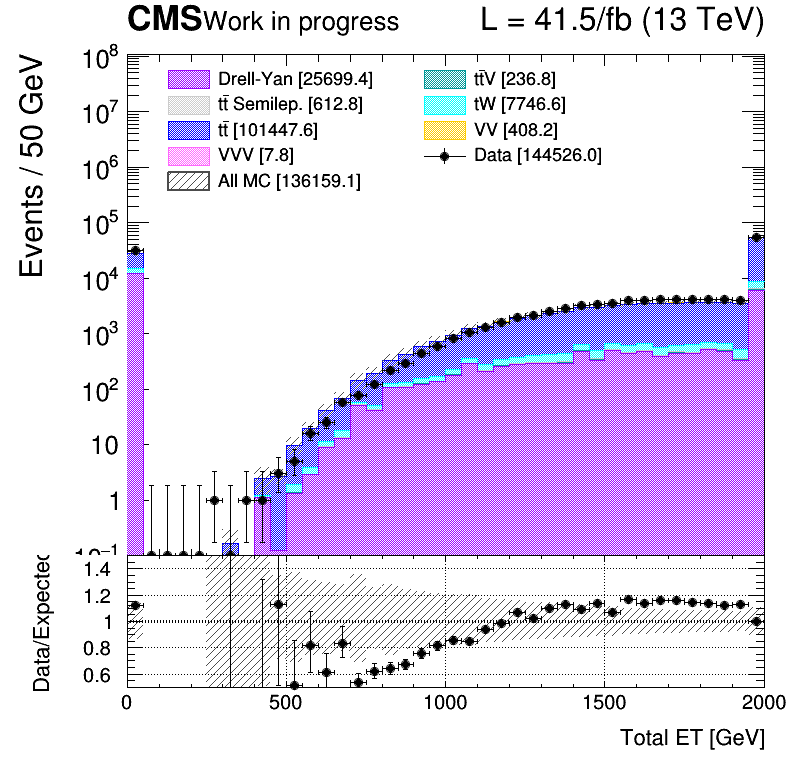 CMS Work in progress L = 41.5/fb (13 TeV)
Events / 50 GeV
10⁸
10⁷
10⁶
10⁵
10⁴
10³
10²
10
1
10⁻¹
Drell-Yan [25699.4]
tt̄ Semilep. [612.8]
tt̄ [101447.6]
VVV [7.8]
All MC [136159.1]
tt̄V [236.8]
tW [7746.6]
VV [408.2]
Data [144526.0]
Data/Expected
1.4
1.2
1
0.8
0.6
0 500 1000 1500 2000
Total ET [GeV]